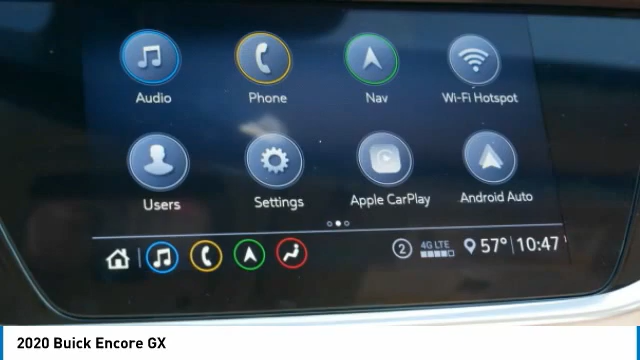 Audio Phone Nav Wi-Fi Hotspot
Users Settings Apple CarPlay Android Auto
2 4G LTE 57° 10:47
2020 Buick Encore GX